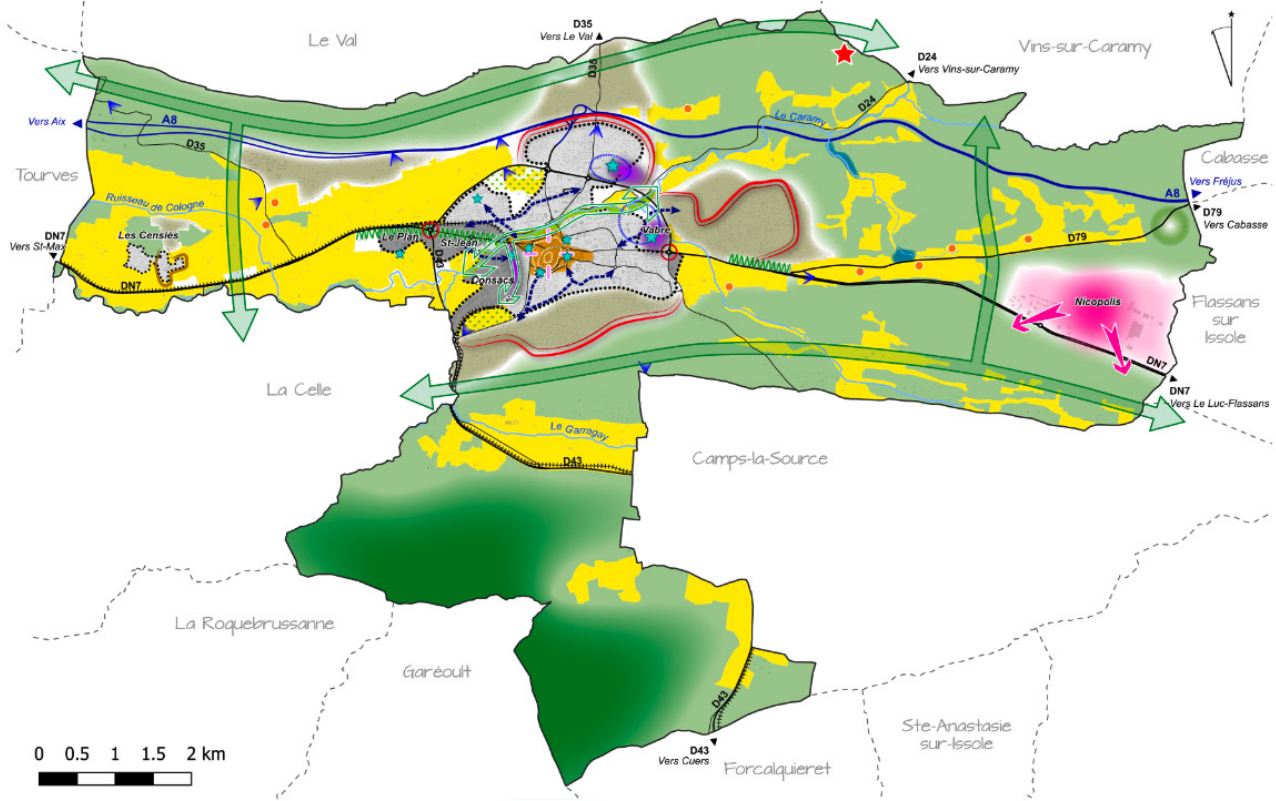 D35
Vers Le Val
Le Val
Vins-sur-Caramy
D24
Vers Vins-sur-Caramy
D35
D24
Vers Aix
A8
D35
Le Caramy
Cabasse
Tourves
Vers Fréjus
A8
D79
Vers Cabasse
Ruisseau de Cologne
DN7
Vers St-Max
Les Censiés
Le Plan
St-Jean
Vabre
D79
D43
Consacs
DN7
Nicopolis
Flassans
sur
Issole
DN7
DN7
Vers Le Luc-Flassans
La Celle
Le Garragay
D43
Camps-la-Source
La Roquebrussanne
Garéoult
D43
Ste-Anastasie
sur-Issole
D43
Vers Cuers
Forcalquieret
0 0.5 1 1.5 2 km